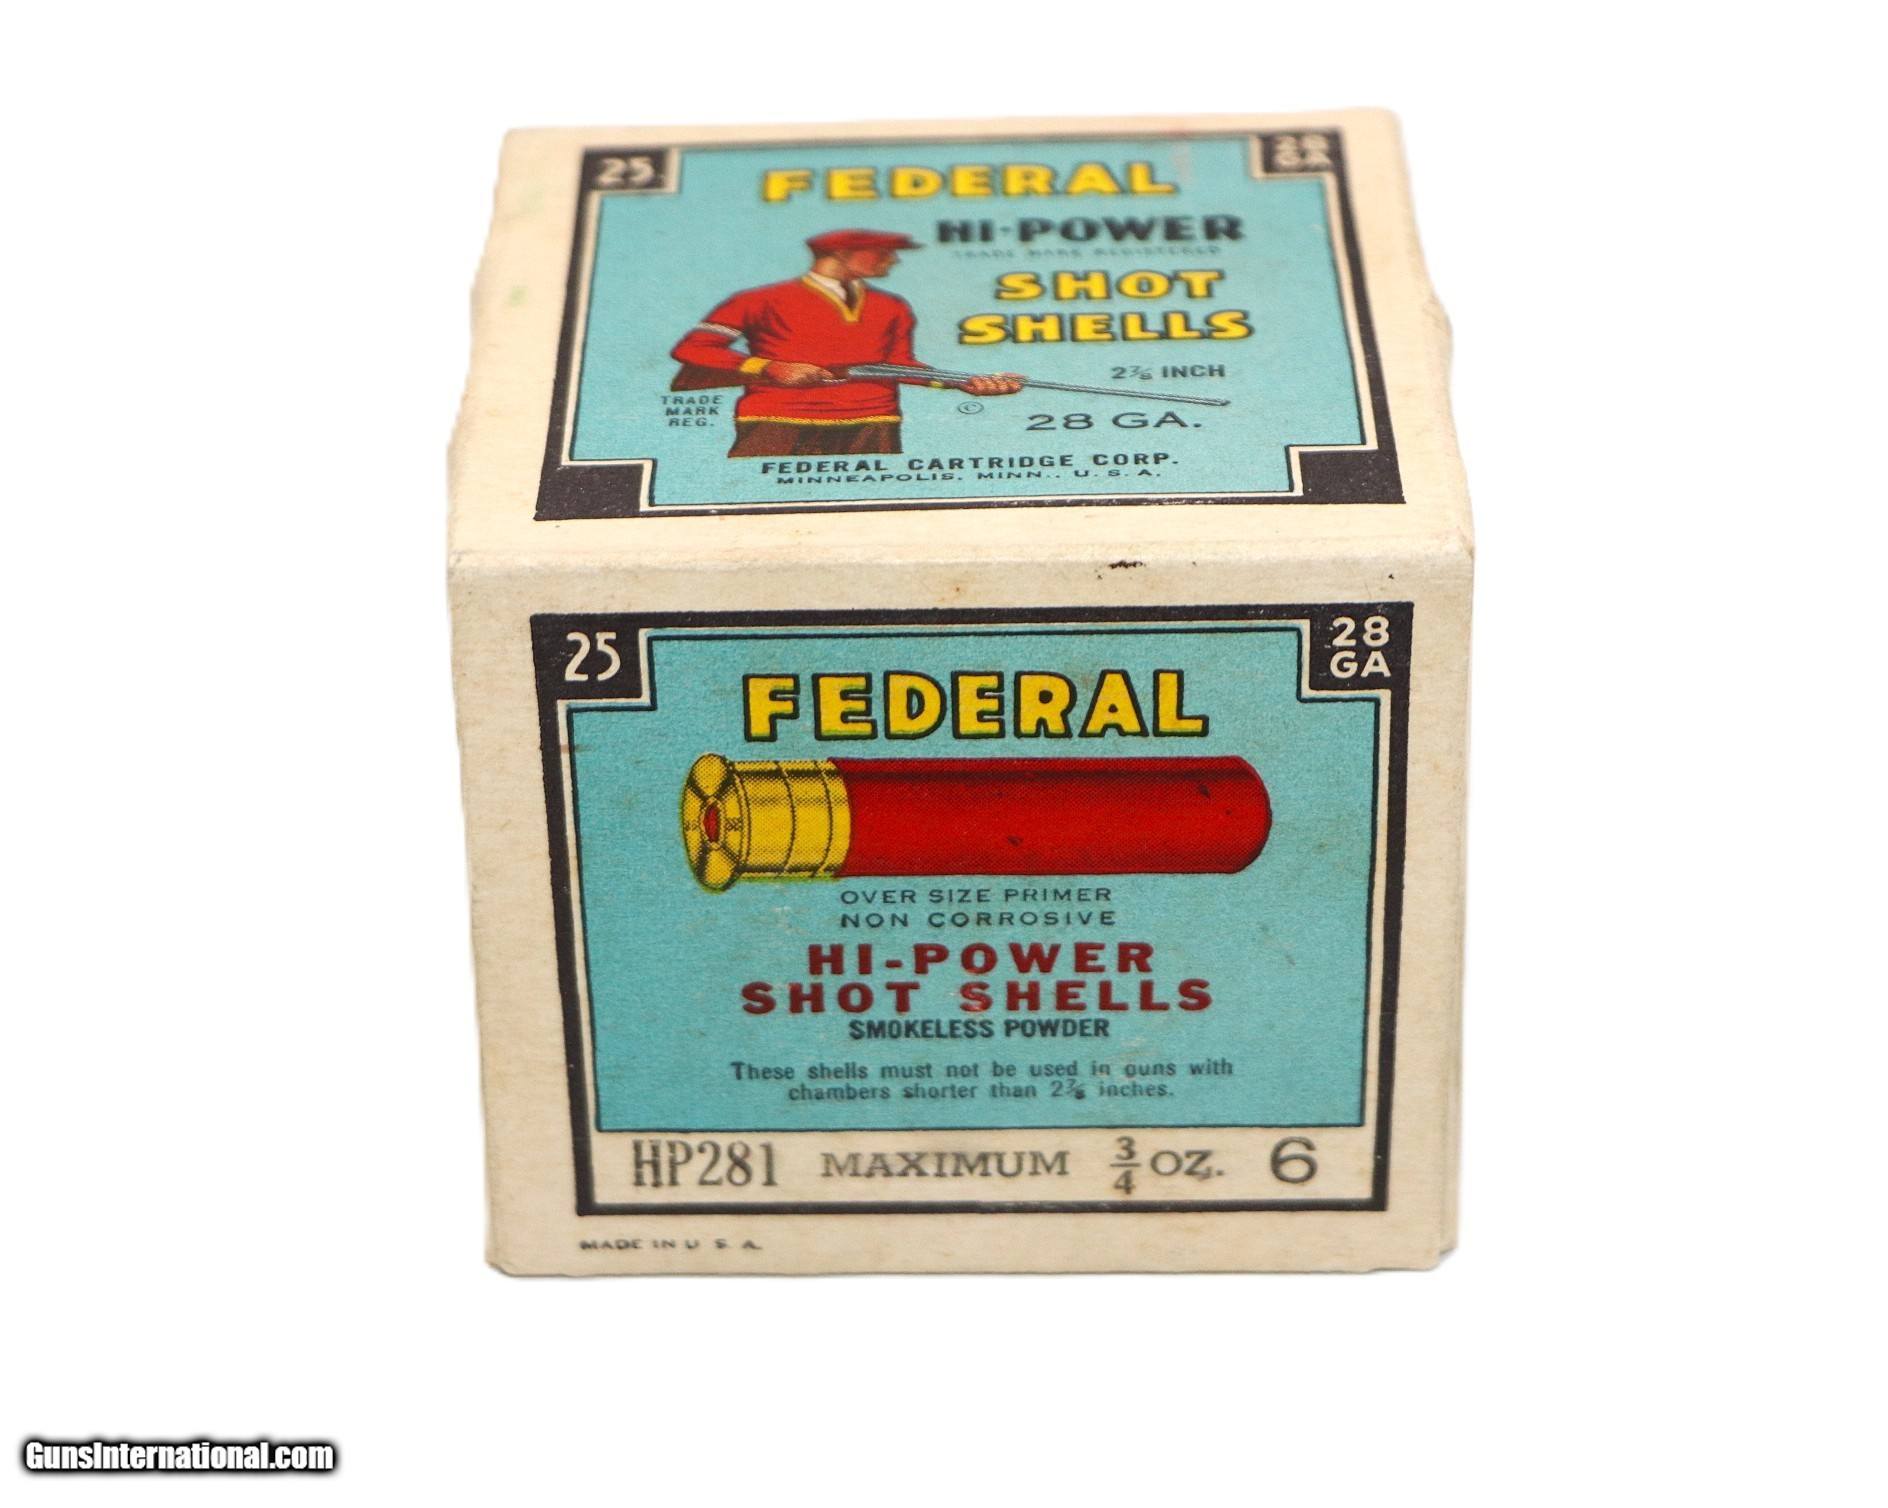 25
28
GA
FEDERAL
HI-POWER
TRADE MARK REGISTERED
SHOT
SHELLS
2⅞ INCH
TRADE
MARK
REG.
©
28 GA.
FEDERAL CARTRIDGE CORP.
MINNEAPOLIS, MINN., U.S.A.
25
28
GA
FEDERAL
OVER SIZE PRIMER
NON CORROSIVE
HI-POWER
SHOT SHELLS
SMOKELESS POWDER
These shells must not be used in guns with
chambers shorter than 2⅞ inches.
HP281 MAXIMUM 3/4 OZ. 6
MADE IN U. S. A.
GunsInternational.com